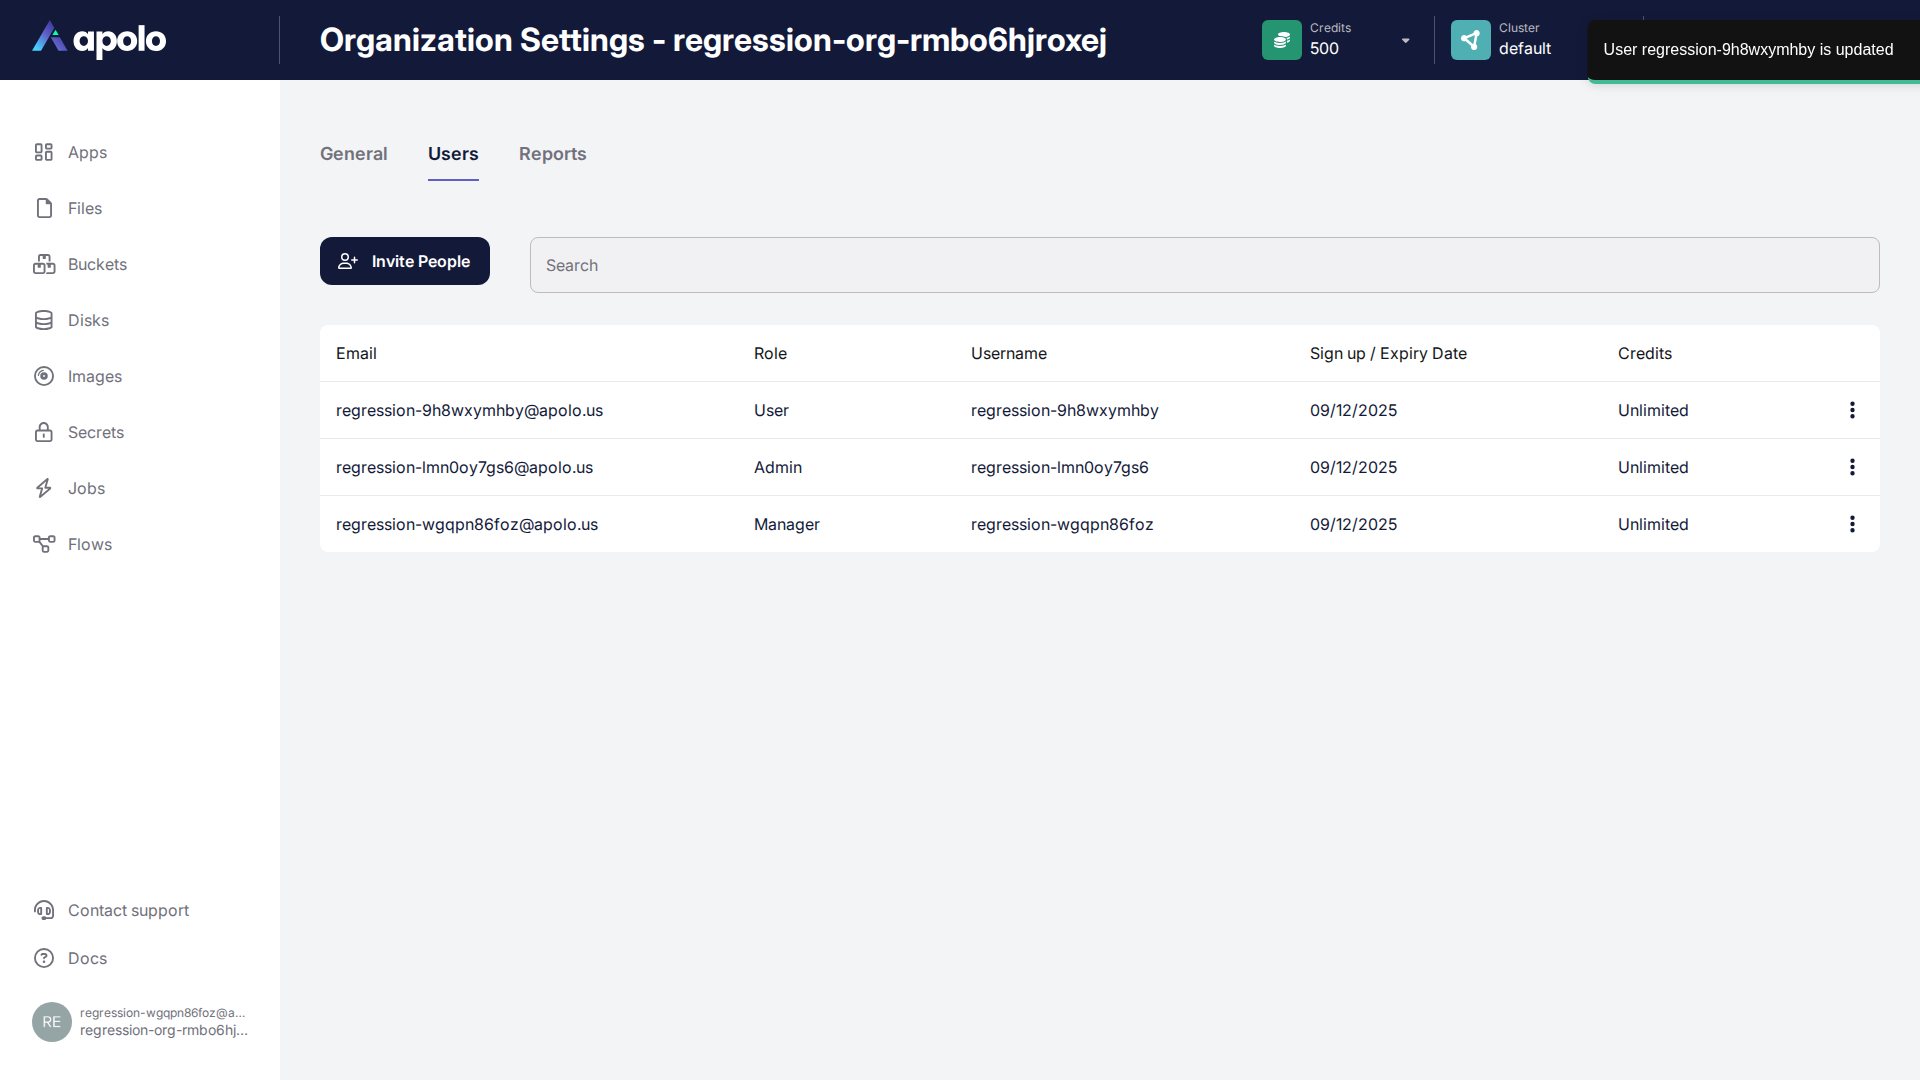 apolo
Organization Settings - regression-org-rmbo6hjroxej
Credits
500
Cluster
default
User regression-9h8wxymhby is updated
Apps
Files
Buckets
Disks
Images
Secrets
Jobs
Flows
Contact support
Docs
RE
regression-wgqpn86foz@a...
regression-org-rmbo6hj...
General Users Reports
Invite People
Search
Email Role Username Sign up / Expiry Date Credits
regression-9h8wxymhby@apolo.us User regression-9h8wxymhby 09/12/2025 Unlimited
regression-lmn0oy7gs6@apolo.us Admin regression-lmn0oy7gs6 09/12/2025 Unlimited
regression-wgqpn86foz@apolo.us Manager regression-wgqpn86foz 09/12/2025 Unlimited